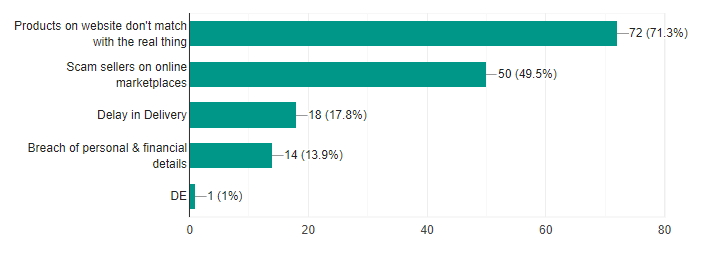 Products on website don't match
with the real thing
72 (71.3%)
Scam sellers on online
marketplaces
50 (49.5%)
Delay in Delivery
18 (17.8%)
Breach of personal & financial
details
14 (13.9%)
DE
1 (1%)
0
20
40
60
80